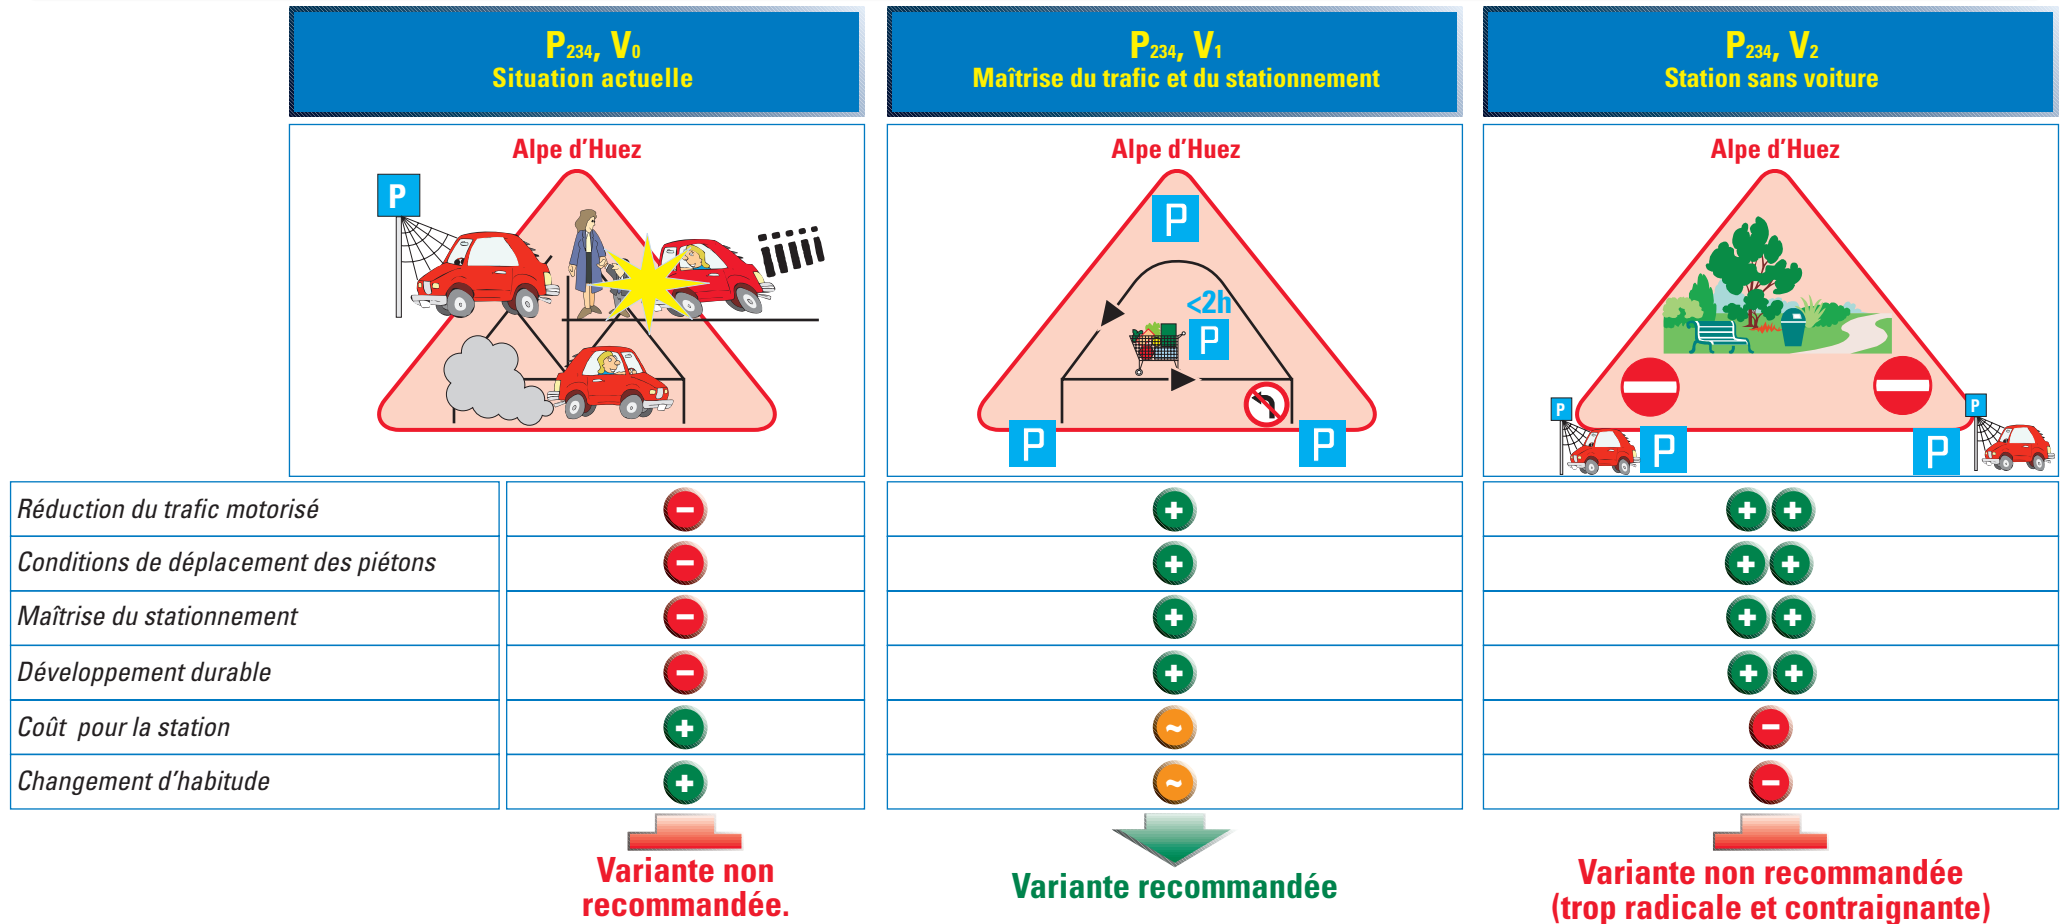 P234, V0
Situation actuelle
P234, V1
Maîtrise du trafic et du stationnement
P234, V2
Station sans voiture
Alpe d'Huez
P
Alpe d'Huez
P
<2h
P
P
P
Alpe d'Huez
P
P
P
P
Réduction du trafic motorisé
Conditions de déplacement des piétons
Maîtrise du stationnement
Développement durable
Coût pour la station
Changement d'habitude
Variante non
recommandée.
Variante recommandée
Variante non recommandée
(trop radicale et contraignante)